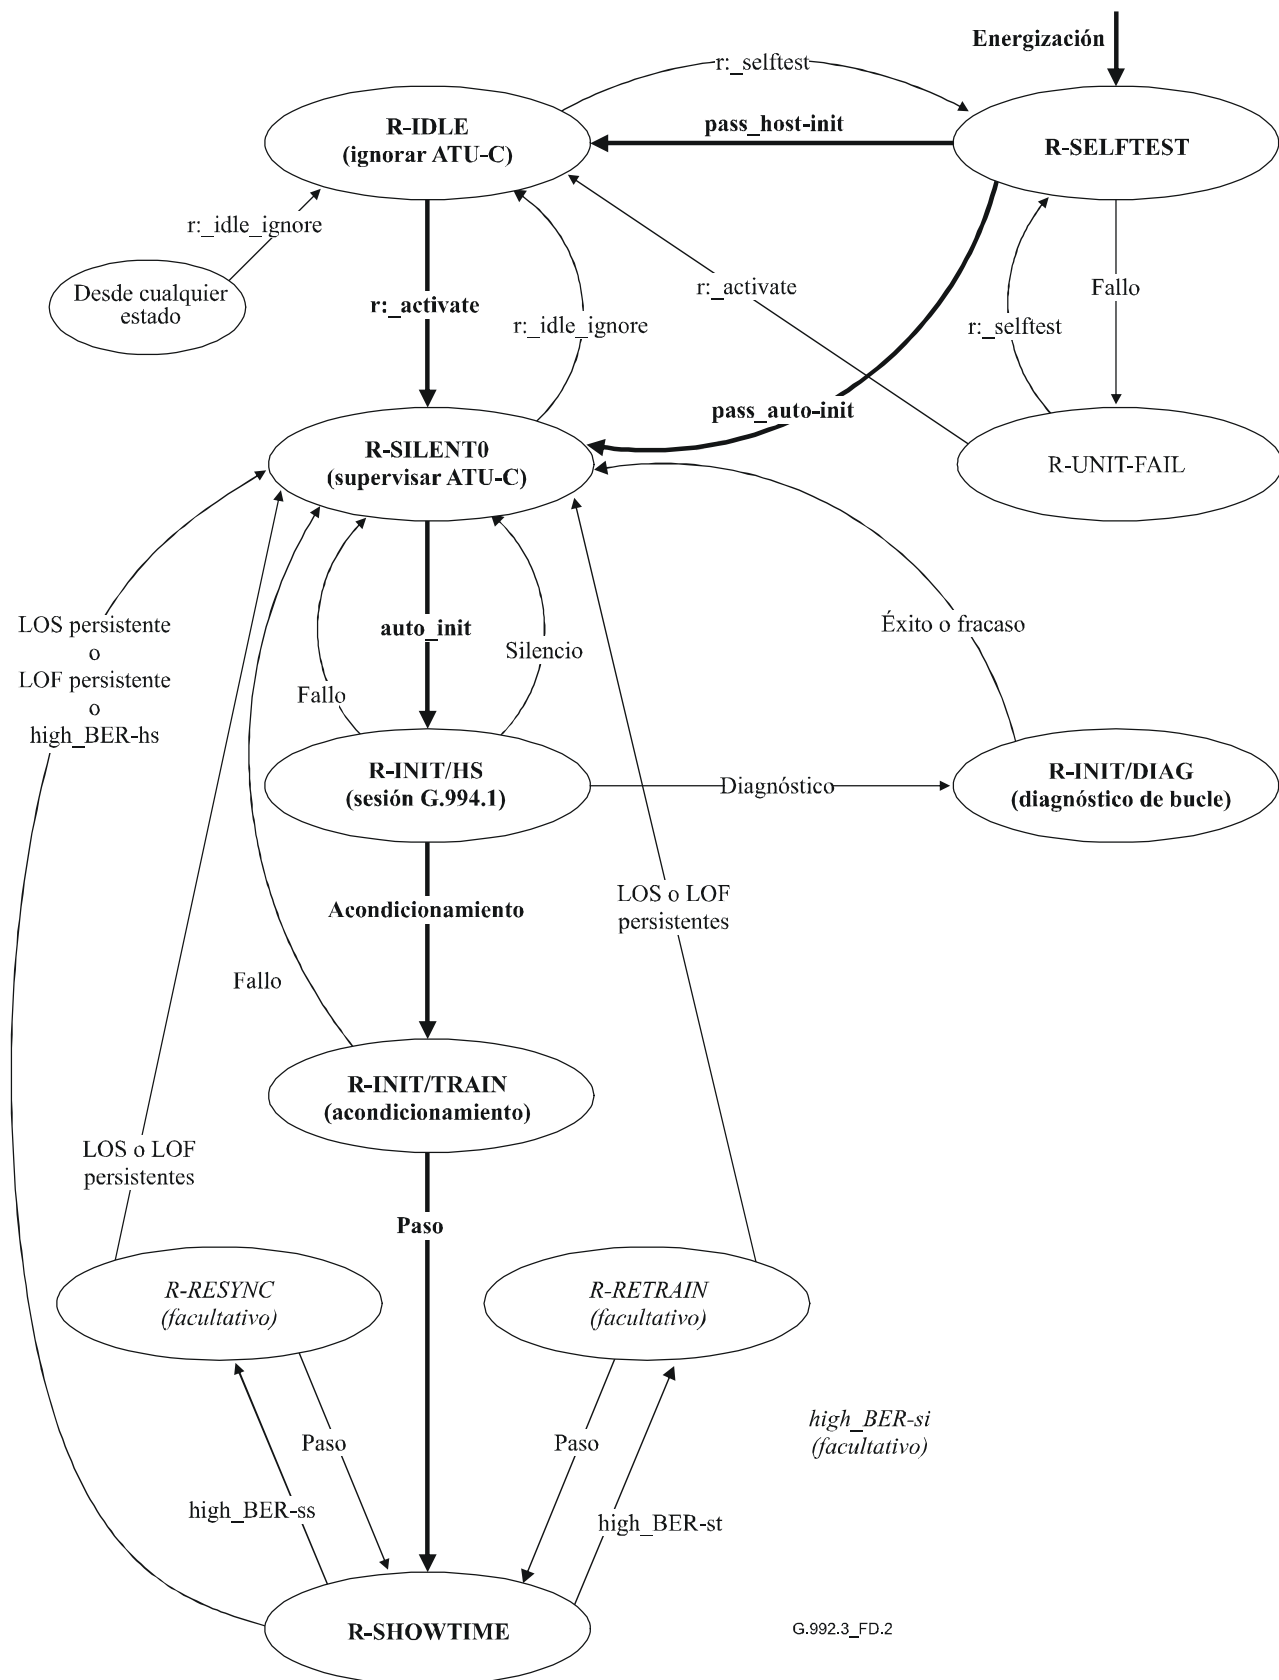 Energización
r:_selftest
pass_host-init
R-IDLE
(ignorar ATU-C)
R-SELFTEST
r:_idle_ignore
Desde cualquier
estado
r:_activate
r:_idle_ignore
r:_activate
r:_selftest
Fallo
pass_auto-init
R-SILENT0
(supervisar ATU-C)
R-UNIT-FAIL
LOS persistente
o
LOF persistente
o
high_BER-hs
auto_init
Fallo
Silencio
Éxito o fracaso
R-INIT/HS
(sesión G.994.1)
Diagnóstico
R-INIT/DIAG
(diagnóstico de bucle)
Acondicionamiento
LOS o LOF
persistentes
Fallo
R-INIT/TRAIN
(acondicionamiento)
LOS o LOF
persistentes
Paso
R-RESYNC
(facultativo)
R-RETRAIN
(facultativo)
Paso
high_BER-ss
Paso
high_BER-st
high_BER-si
(facultativo)
R-SHOWTIME
G.992.3_FD.2